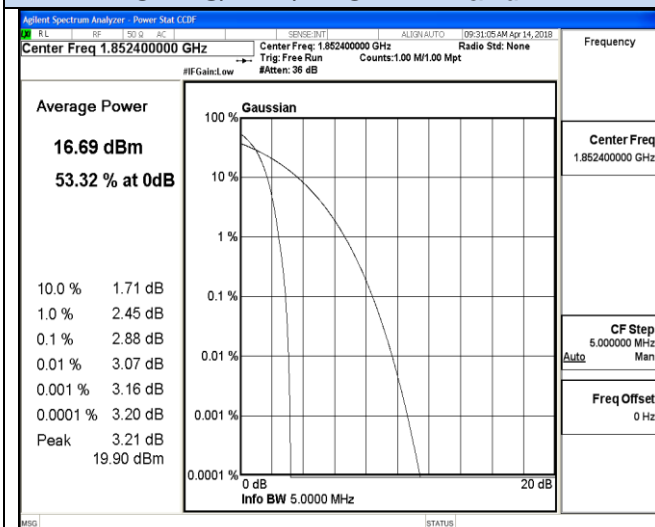 Agilent Spectrum Analyzer - Power Stat CCDF
RL RF 50 Ω AC SENSE:INT ALIGN AUTO 09:31:05 AM Apr 14, 2018
Center Freq 1.852400000 GHz
Center Freq: 1.852400000 GHz Radio Std: None
Trig: Free Run Counts:1.00 M/1.00 Mpt
#IFGain:Low #Atten: 36 dB
Frequency
Average Power
16.69 dBm
53.32 % at 0dB
10.0 % 1.71 dB
1.0 % 2.45 dB
0.1 % 2.88 dB
0.01 % 3.07 dB
0.001 % 3.16 dB
0.0001 % 3.20 dB
Peak 3.21 dB
19.90 dBm
Gaussian
100 %
10 %
1 %
0.1 %
0.01 %
0.001 %
0.0001 %
0 dB 20 dB
Info BW 5.0000 MHz
Center Freq
1.852400000 GHz
CF Step
5.000000 MHz
Auto Man
Freq Offset
0 Hz
MSG STATUS